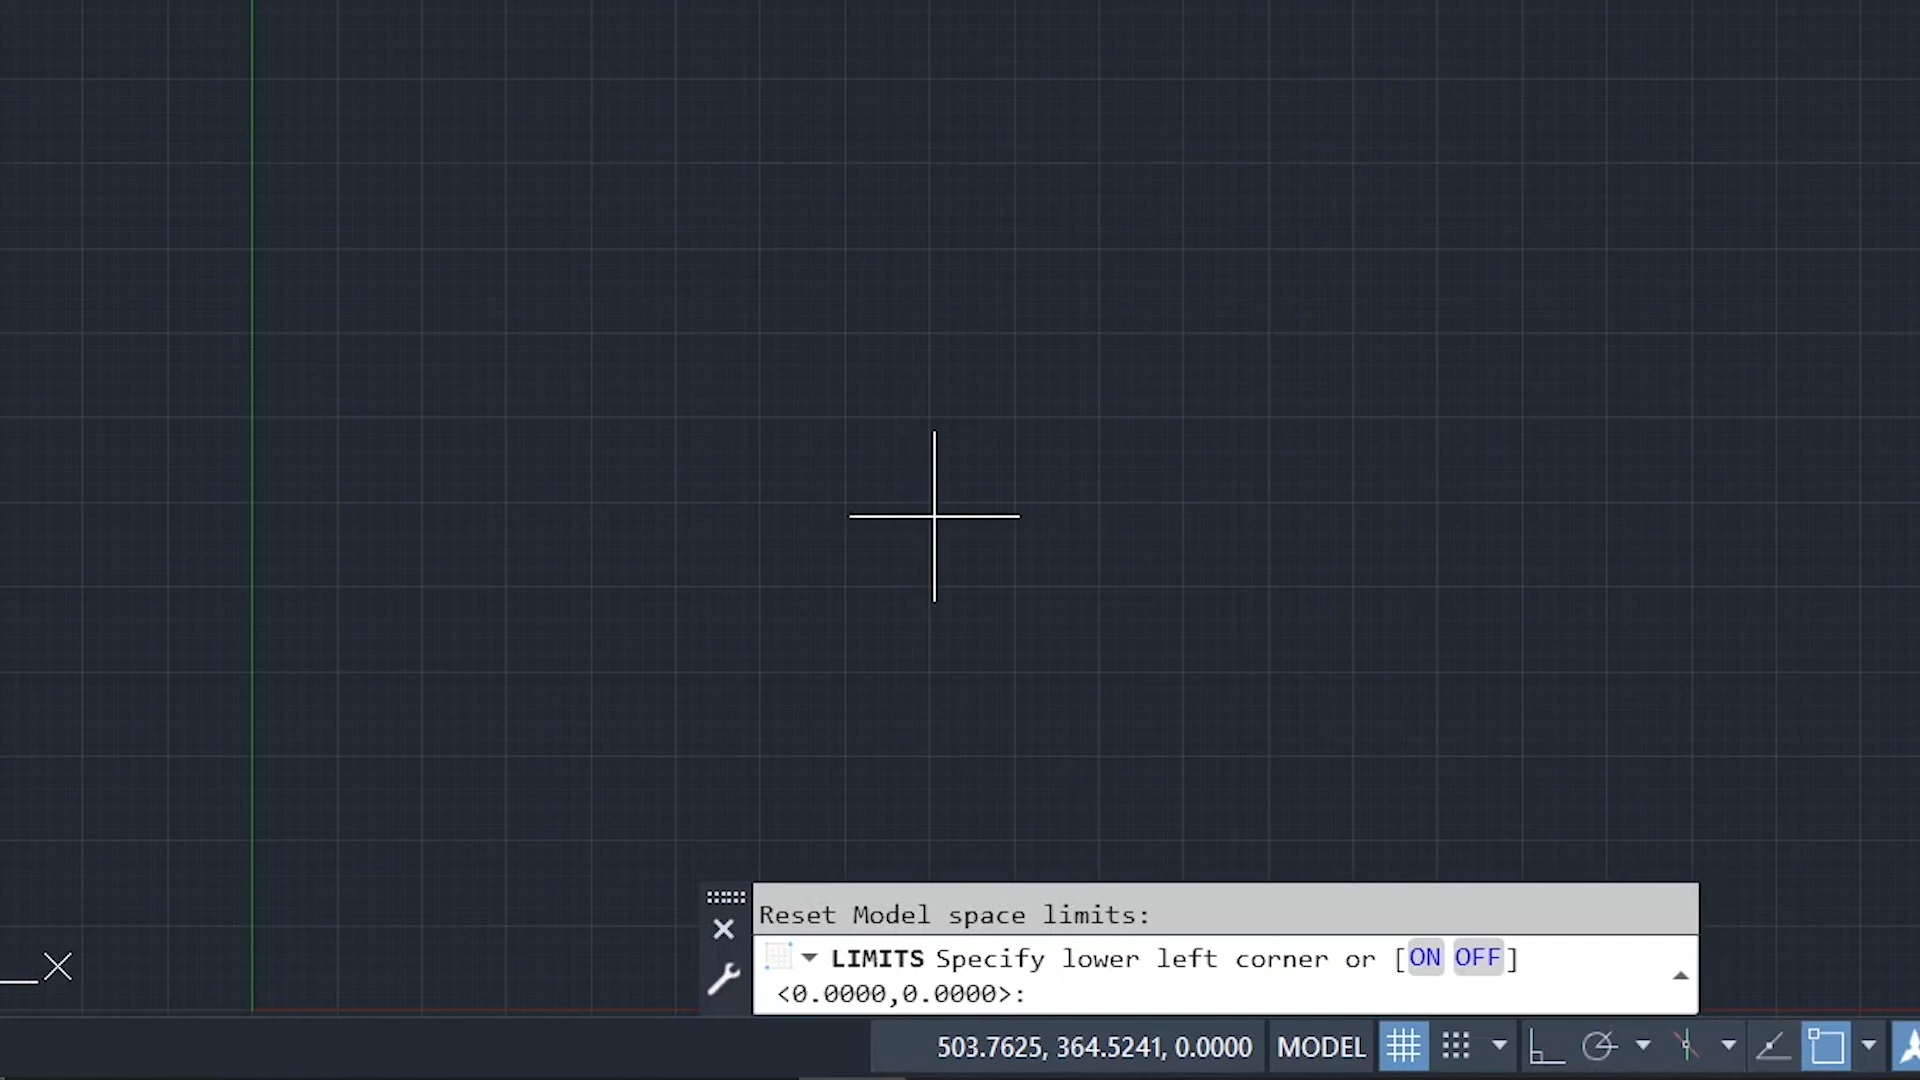 Reset Model space limits:
LIMITS Specify lower left corner or [ON OFF]
<0.0000,0.0000>:
503.7625, 364.5241, 0.0000 MODEL